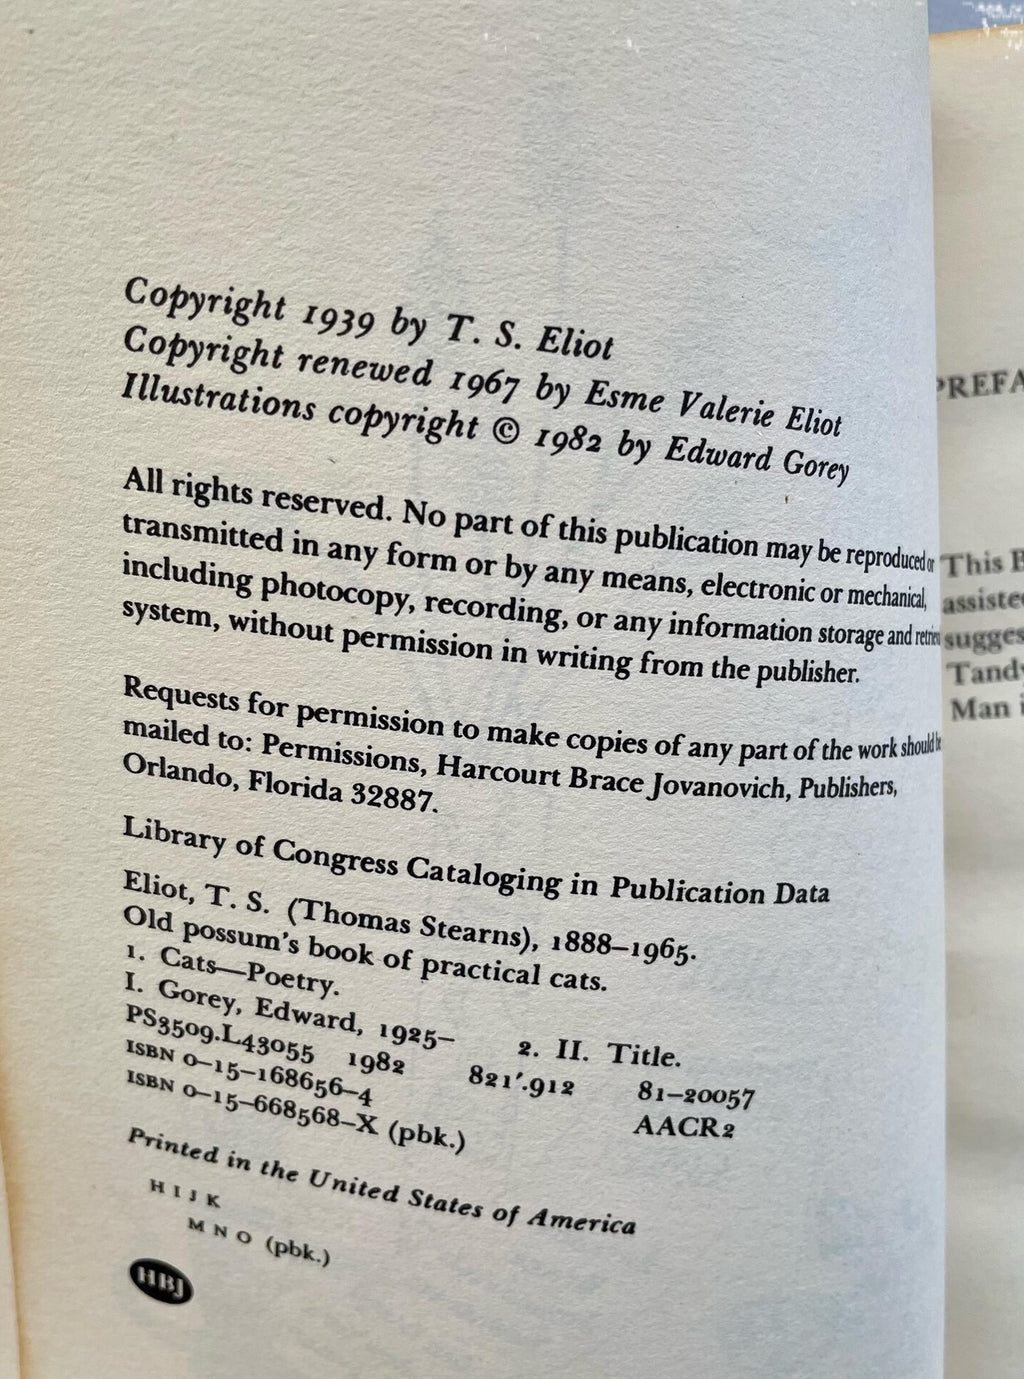 Copyright 1939 by T. S. Eliot
Copyright renewed 1967 by Esme Valerie Eliot
Illustrations copyright © 1982 by Edward Gorey
All rights reserved. No part of this publication may be reproduced or
transmitted in any form or by any means, electronic or mechanical,
including photocopy, recording, or any information storage and
system, without permission in writing from the publisher.
Requests for permission to make copies of any part of the work should be
mailed to: Permissions, Harcourt Brace Jovanovich, Publishers,
Orlando, Florida 32887.
Library of Congress Cataloging in Publication Data
Eliot, T. S. (Thomas Stearns), 1888–1965.
Old possum's book of practical cats.
1. Cats—Poetry.
I. Gorey, Edward, 1925– 2. II. Title.
PS3509.L43055 1982 821'.912 81–20057
ISBN 0–15–168656–4 AACR2
ISBN 0–15–668568–X (pbk.)
Printed in the United States of America
H I J K
M N O (pbk.)
HBJ
This
Man